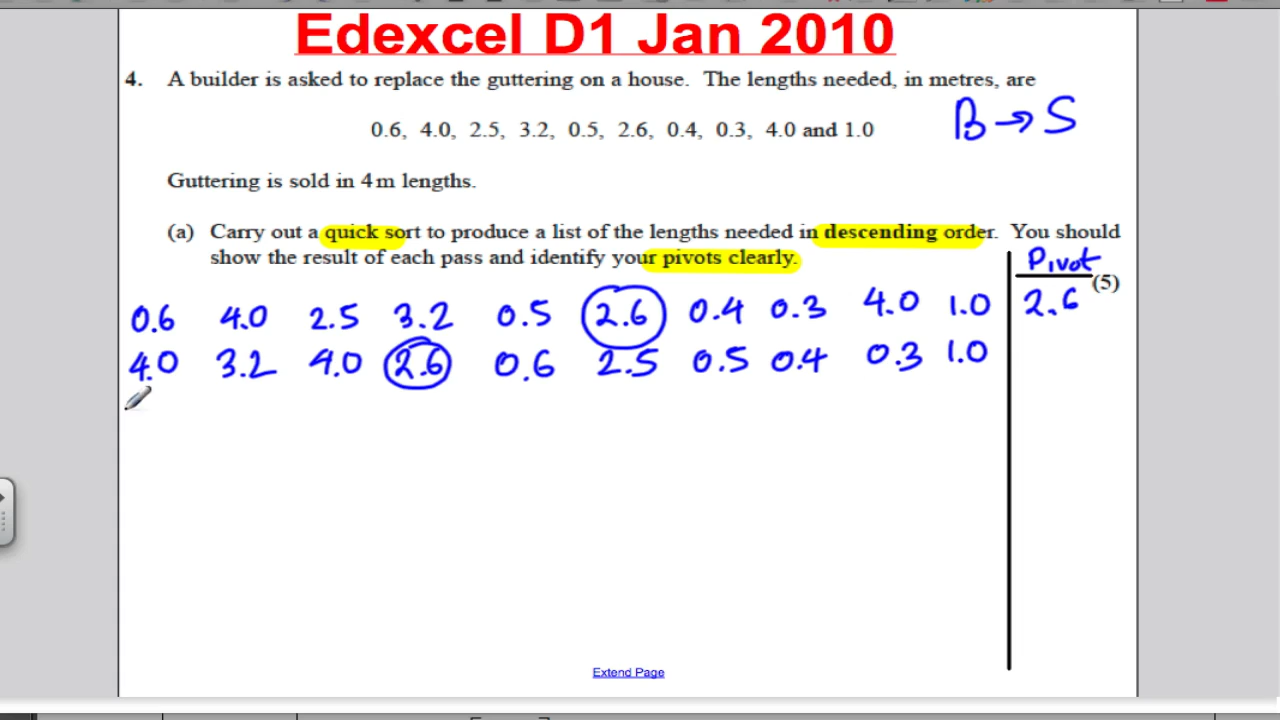 Edexcel D1 Jan 2010
4. A builder is asked to replace the guttering on a house. The lengths needed, in metres, are
0.6, 4.0, 2.5, 3.2, 0.5, 2.6, 0.4, 0.3, 4.0 and 1.0
B → S
Guttering is sold in 4 m lengths.
(a) Carry out a quick sort to produce a list of the lengths needed in descending order. You should
show the result of each pass and identify your pivots clearly.
Pivot
(5)
0.6 4.0 2.5 3.2 0.5 2.6 0.4 0.3 4.0 1.0 2.6
4.0 3.2 4.0 2.6 0.6 2.5 0.5 0.4 0.3 1.0
Extend Page